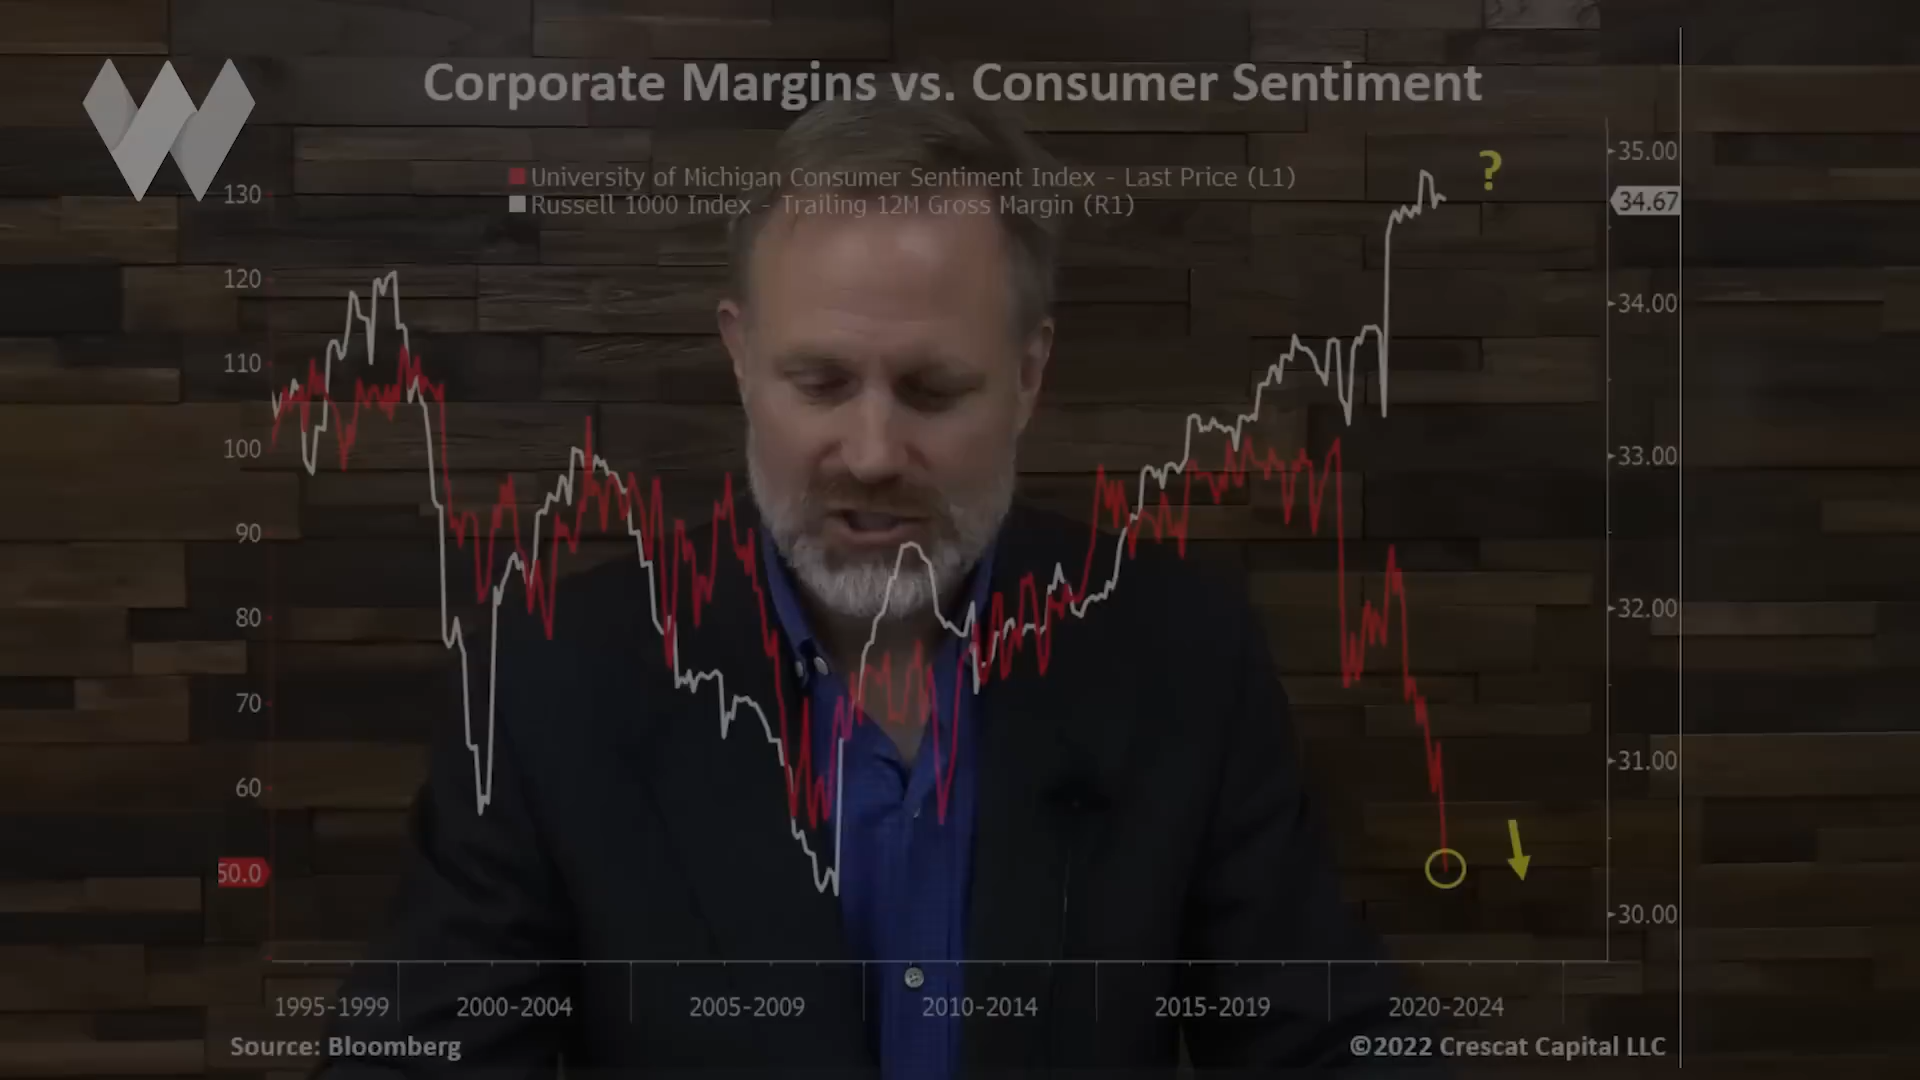 Corporate Margins vs. Consumer Sentiment
University of Michigan Consumer Sentiment Index - Last Price (L1)
Russell 1000 Index - Trailing 12M Gross Margin (R1)
?
130
120
110
100
90
80
70
60
50.0
35.00
34.67
34.00
33.00
32.00
31.00
30.00
1995-1999 2000-2004 2005-2009 2010-2014 2015-2019 2020-2024
Source: Bloomberg
©2022 Crescat Capital LLC